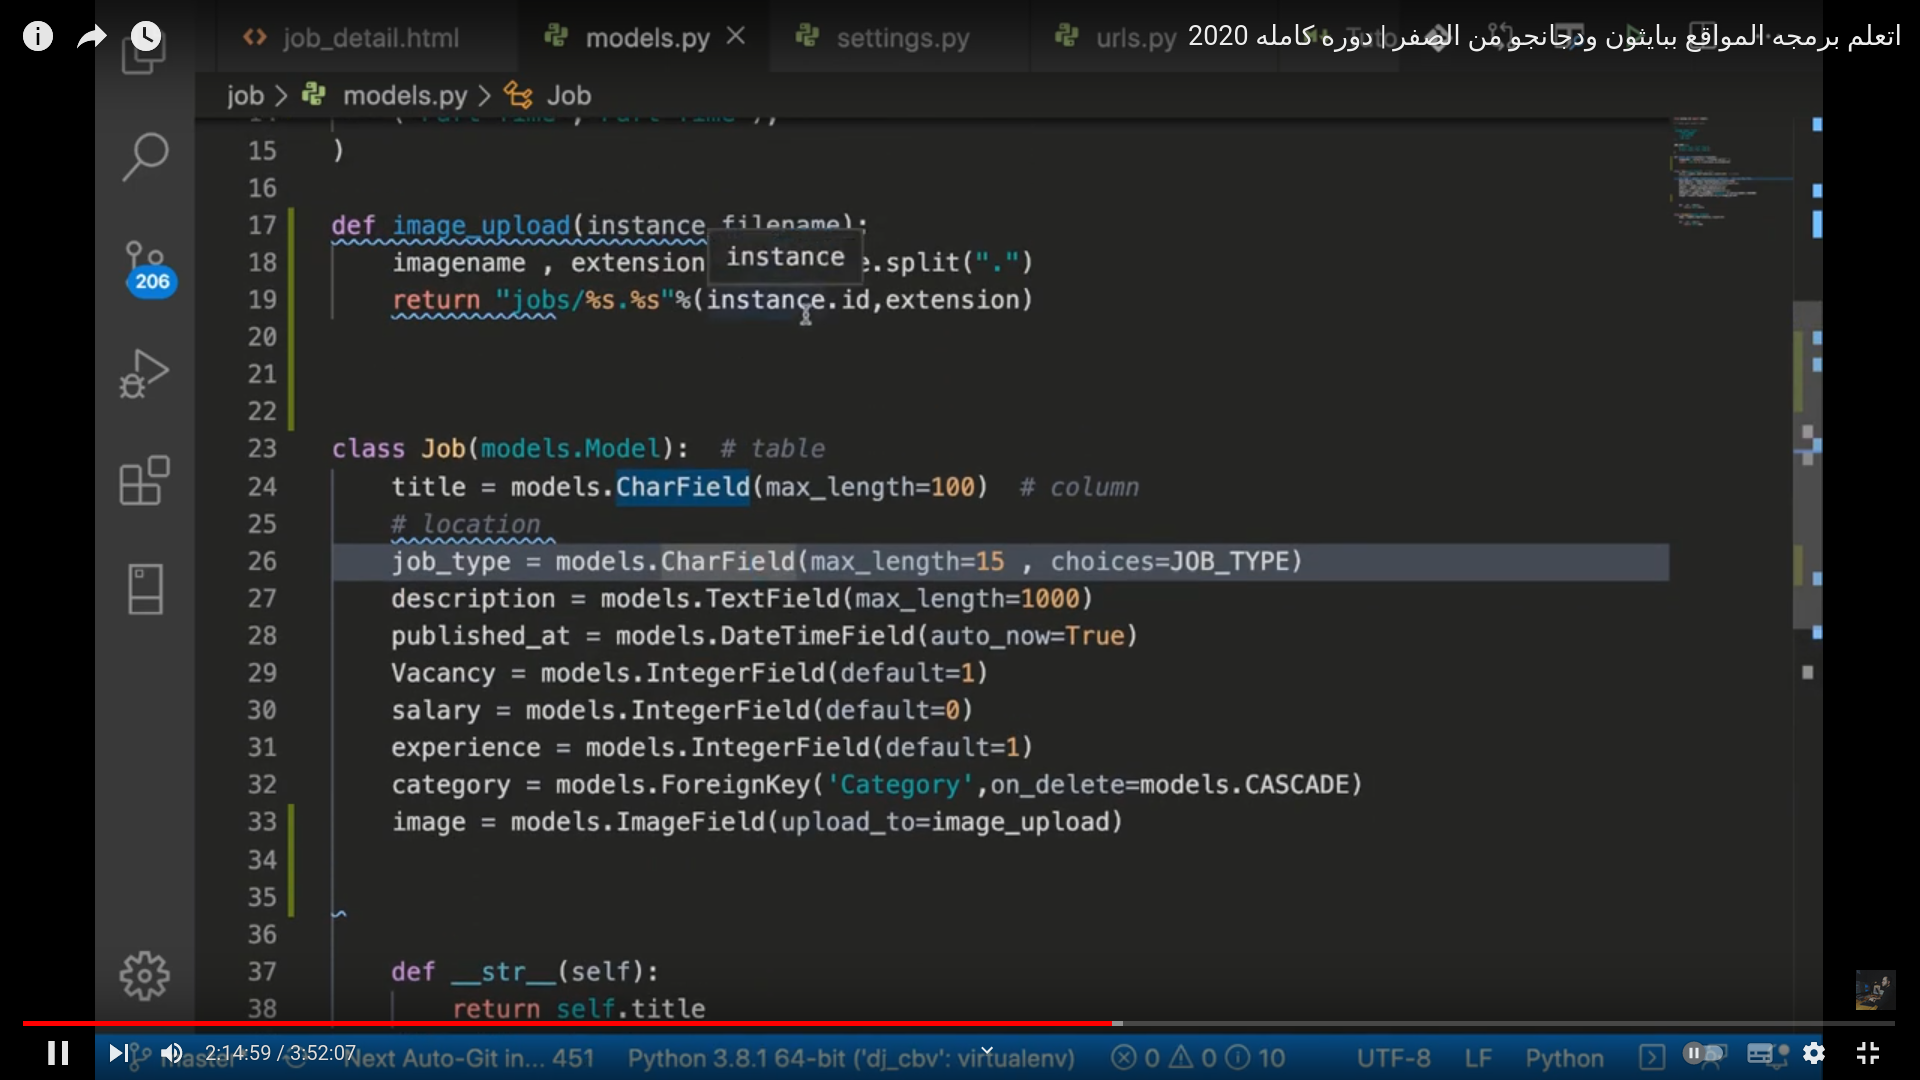 job_detail.html models.py settings.py urls.py اتعلم برمجه المواقع ببايثون ودجانجو من الصفر | دوره كامله 2020
job > models.py > Job
15 )
16
17 def image_upload(instance filename):
instance
18 imagename , extension .split(".")
19 return "jobs/%s.%s"%(instance.id,extension)
20
21
22
23 class Job(models.Model): # table
24 title = models.CharField(max_length=100) # column
25 # location
26 job_type = models.CharField(max_length=15 , choices=JOB_TYPE)
27 description = models.TextField(max_length=1000)
28 published_at = models.DateTimeField(auto_now=True)
29 Vacancy = models.IntegerField(default=1)
30 salary = models.IntegerField(default=0)
31 experience = models.IntegerField(default=1)
32 category = models.ForeignKey('Category',on_delete=models.CASCADE)
33 image = models.ImageField(upload_to=image_upload)
34
35
36
37 def __str__(self):
38 return self.title
206
2:14:59 / 3:52:07
master Next Auto-Git in... 451 Python 3.8.1 64-bit ('dj_cbv': virtualenv) 0 0 10 UTF-8 LF Python